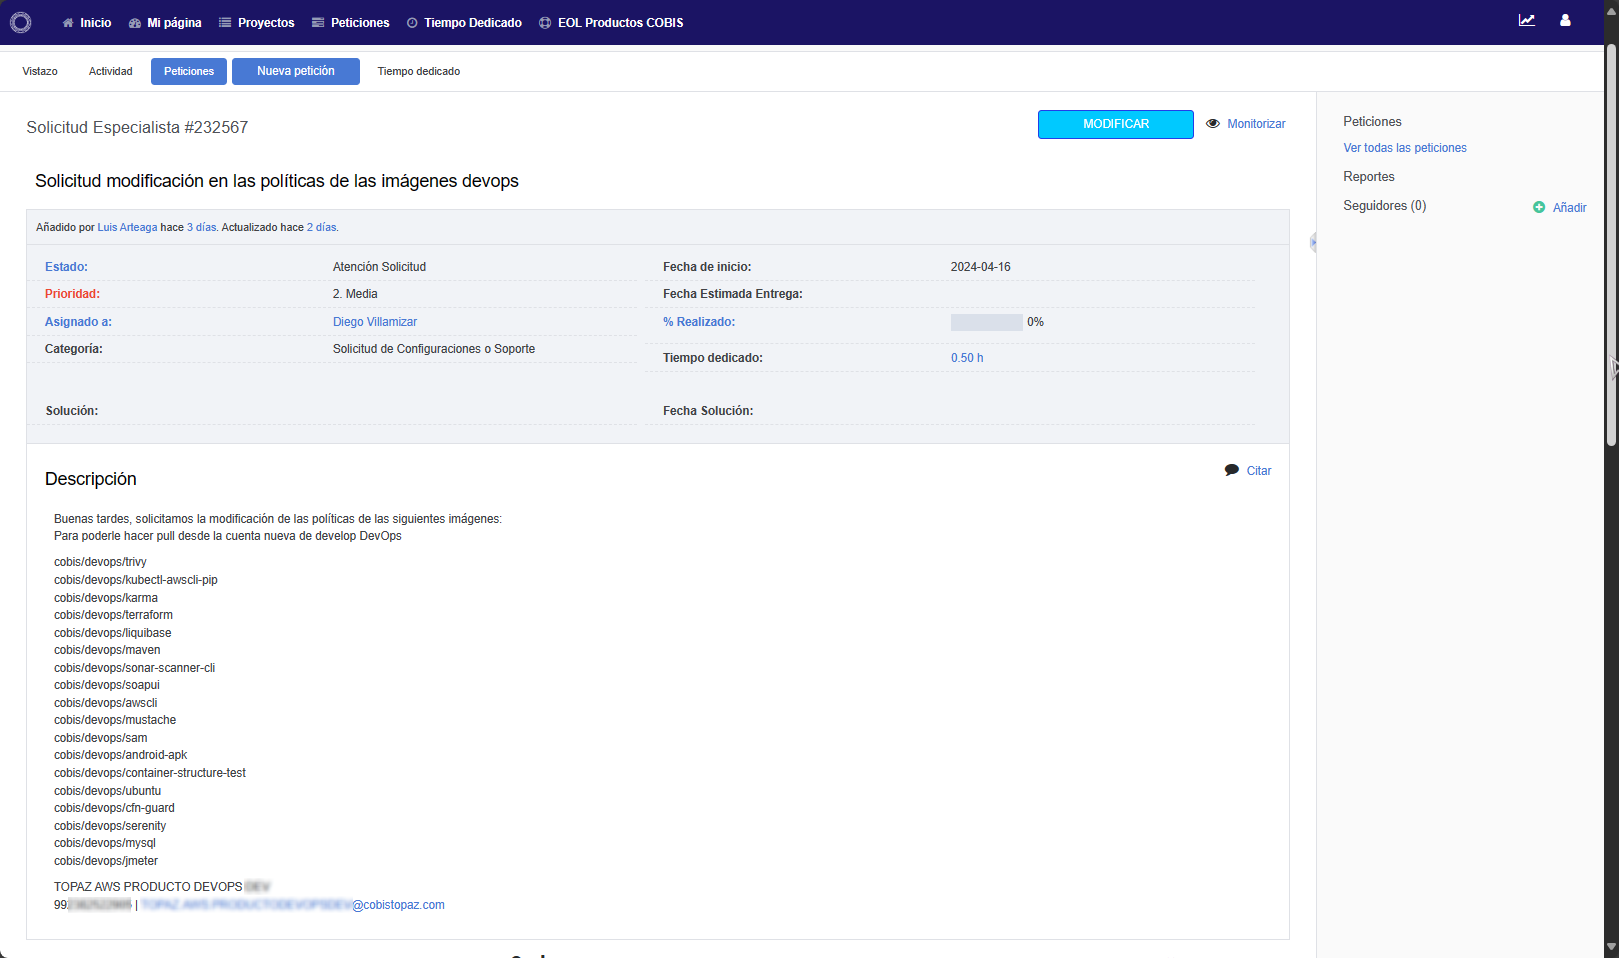 Inicio Mi página Proyectos Peticiones Tiempo Dedicado EOL Productos COBIS
Vistazo Actividad Peticiones Nueva petición Tiempo dedicado
Solicitud Especialista #232567
MODIFICAR Monitorizar
Solicitud modificación en las políticas de las imágenes devops
Añadido por Luis Arteaga hace 3 días. Actualizado hace 2 días.
Estado: Atención Solicitud Fecha de inicio: 2024-04-16
Prioridad: 2. Media Fecha Estimada Entrega:
Asignado a: Diego Villamizar % Realizado: 0%
Categoría: Solicitud de Configuraciones o Soporte
Tiempo dedicado: 0.50 h
Solución: Fecha Solución:
Descripción
Citar
Buenas tardes, solicitamos la modificación de las políticas de las siguientes imágenes:
Para poderle hacer pull desde la cuenta nueva de develop DevOps
cobis/devops/trivy
cobis/devops/kubectl-awscli-pip
cobis/devops/karma
cobis/devops/terraform
cobis/devops/liquibase
cobis/devops/maven
cobis/devops/sonar-scanner-cli
cobis/devops/soapui
cobis/devops/awscli
cobis/devops/mustache
cobis/devops/sam
cobis/devops/android-apk
cobis/devops/container-structure-test
cobis/devops/ubuntu
cobis/devops/cfn-guard
cobis/devops/serenity
cobis/devops/mysql
cobis/devops/jmeter
TOPAZ AWS PRODUCTO DEVOPS
99 | @cobistopaz.com
Peticiones
Ver todas las peticiones
Reportes
Seguidores (0) Añadir